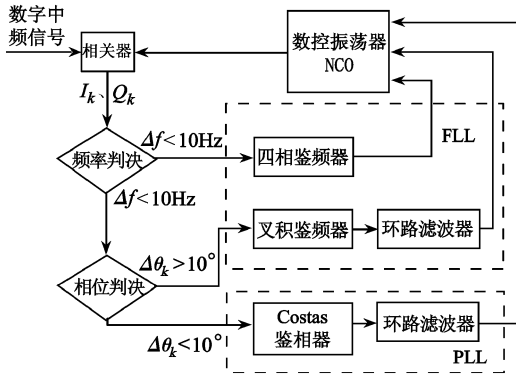 数字中
频信号
相关器
数控振荡器
NCO
I_k、Q_k
频率判决
Δf<10Hz
四相鉴频器
FLL
Δf<10Hz
叉积鉴频器
环路滤波器
相位判决
Δθ_k>10°
Costas
鉴相器
环路滤波器
Δθ_k<10°
PLL